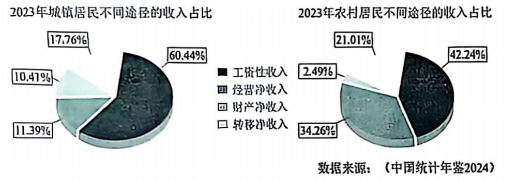 2023年城镇居民不同途径的收入占比
17.76%
60.44%
10.41%
11.39%
工资性收入
经营净收入
财产净收入
转移净收入
2023年农村居民不同途径的收入占比
21.01%
42.24%
2.49%
34.26%
数据来源:(中国统计年鉴2024)